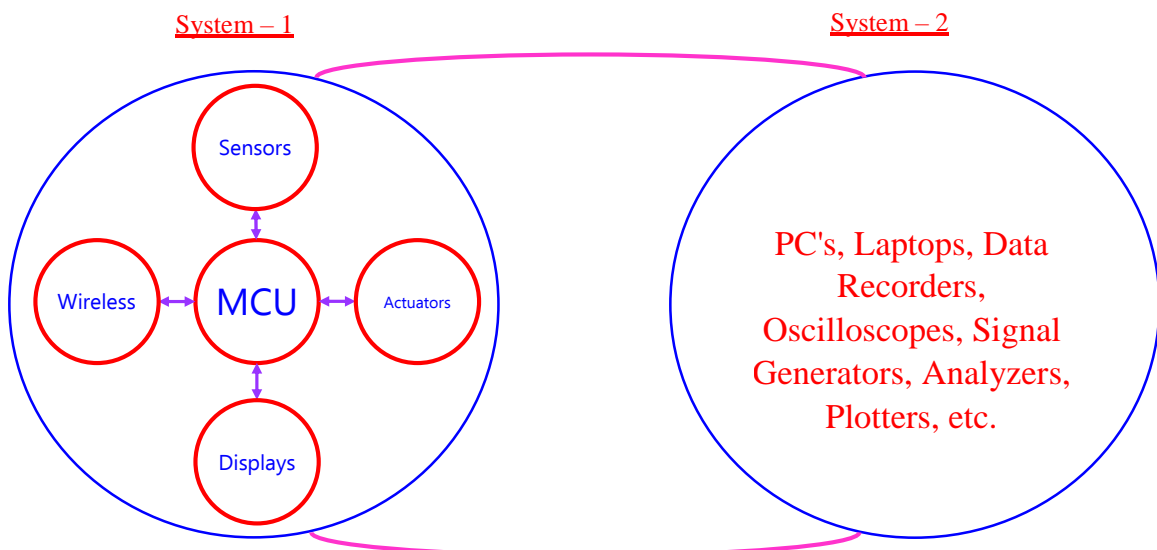 System – 1
System – 2
Sensors
Wireless
MCU
Actuators
Displays
PC's, Laptops, Data
Recorders,
Oscilloscopes, Signal
Generators, Analyzers,
Plotters, etc.